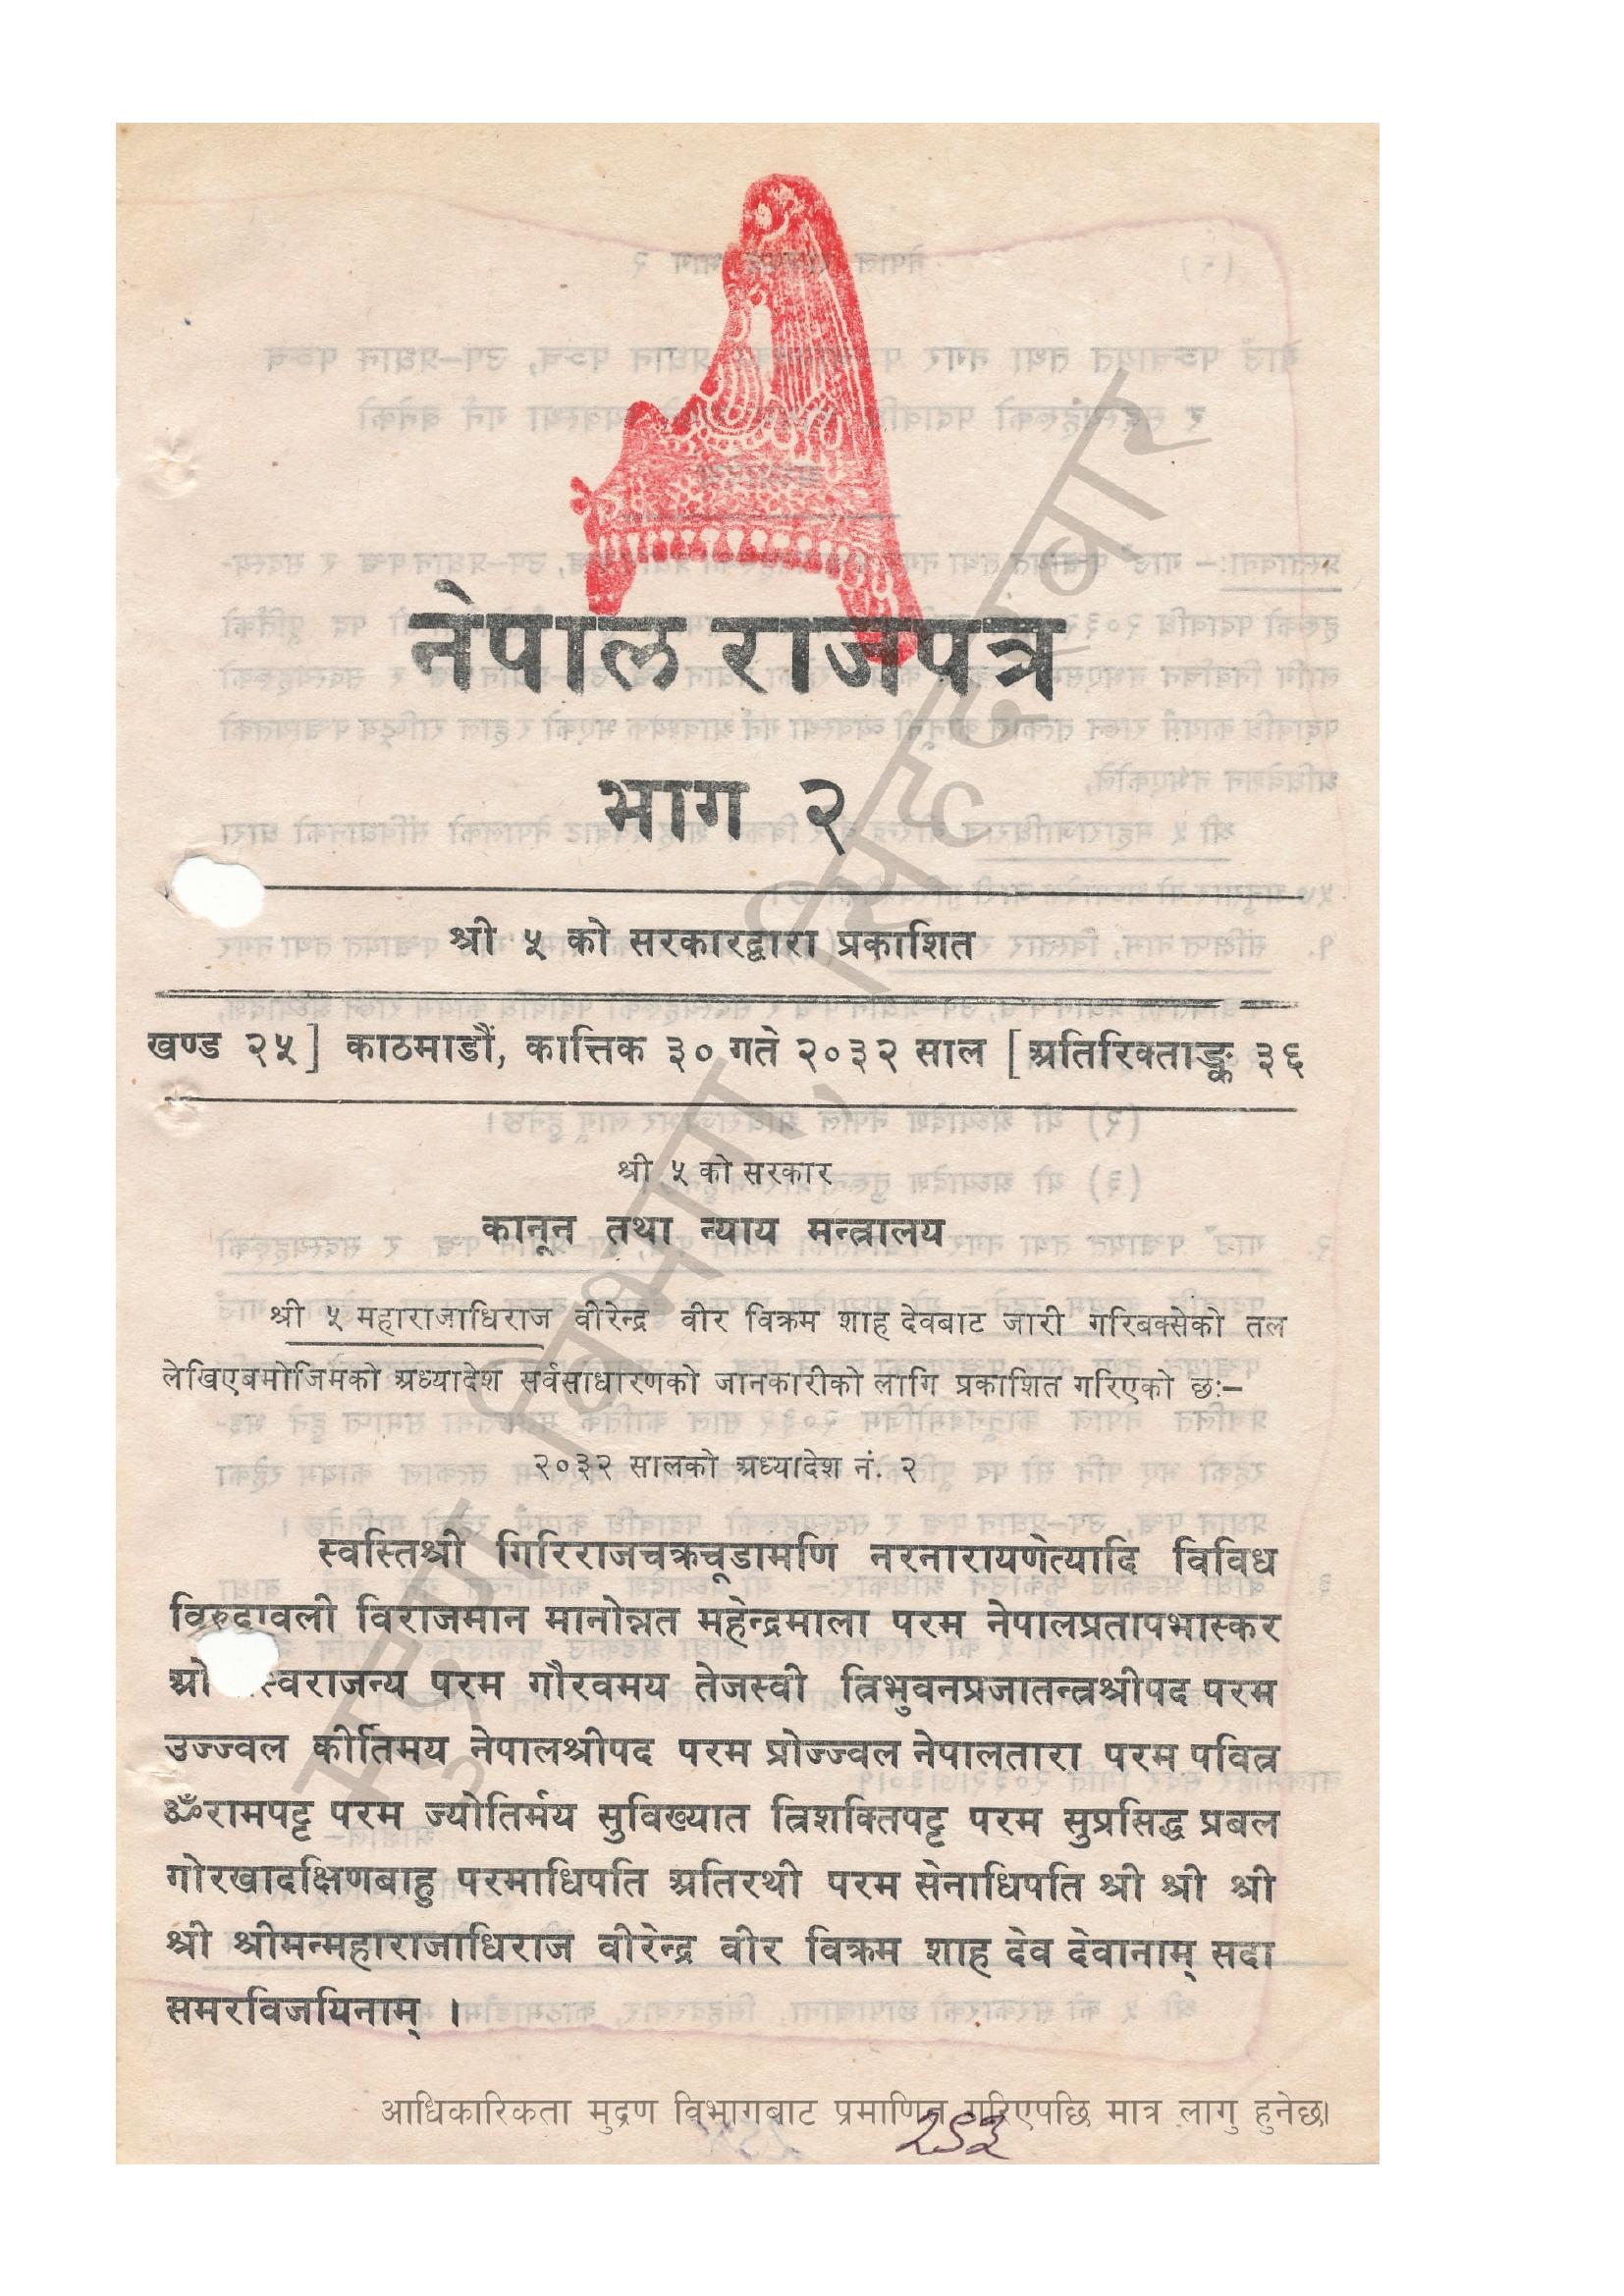 नेपाल राजपत्र
भाग २
श्री ५ को सरकारद्वारा प्रकाशित
खण्ड २५] काठमाडौं, कात्तिक ३० गते २०३२ साल [अतिरिक्ताङ्क ३६
श्री ५ को सरकार
कानून तथा न्याय मन्त्रालय
श्री ५ महाराजाधिराज वीरेन्द्र वीर विक्रम शाह देवबाट जारी गरिबक्सेको तल
लेखिएबमोजिमको अध्यादेश सर्वसाधारणको जानकारीको लागि प्रकाशित गरिएको छः–
२०३२ सालको अध्यादेश नं. २
स्वस्तिश्री गिरिराजचक्रचूडामणि नरनारायणेत्यादि विविध
विरुदावली विराजमान मानोन्नत महेन्द्रमाला परम नेपालप्रतापभास्कर
परम गौरवमय तेजस्वी त्रिभुवनप्रजातन्त्रश्रीपद परम
उज्ज्वल कीर्तिमय नेपालश्रीपद परम प्रोज्ज्वल नेपालतारा परम पवित्र
ॐरामपट्ट परम ज्योतिर्मय सुविख्यात त्रिशक्तिपट्ट परम सुप्रसिद्ध प्रबल
गोरखादक्षिणबाहु परमाधिपति अतिरथी परम सेनाधिपति श्री श्री श्री
श्री श्रीमन्महाराजाधिराज वीरेन्द्र वीर विक्रम शाह देव देवानाम् सदा
समरविजयिनाम् ।
मुद्रण विभाग, सिंहदरबार
आधिकारिकता मुद्रण विभागबाट प्रमाणित गरिएपछि मात्र लागु हुनेछ।